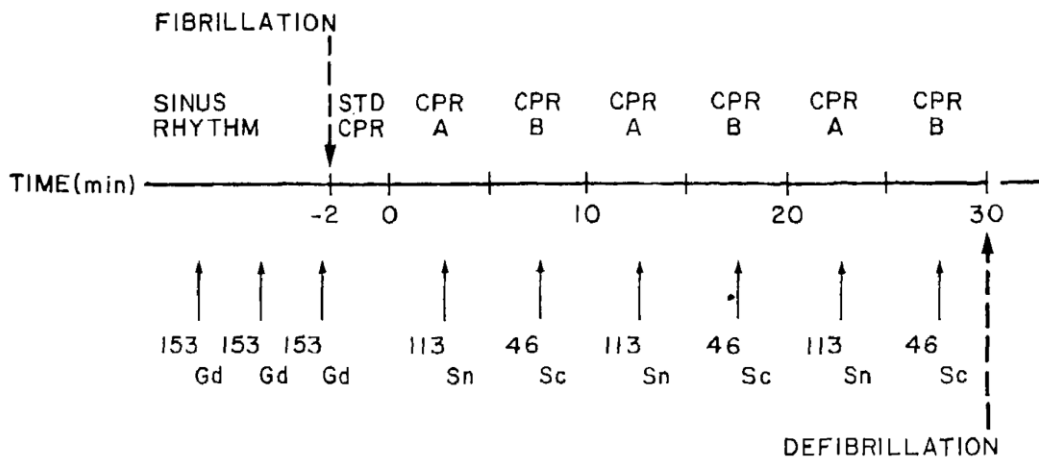 FIBRILLATION
SINUS STD CPR CPR CPR CPR CPR CPR
RHYTHM CPR A B A B A B
TIME(min)
-2 0 10 20 30
153 153 153 113 46 113 46 113 46
Gd Gd Gd Sn Sc Sn Sc Sn Sc
DEFIBRILLATION